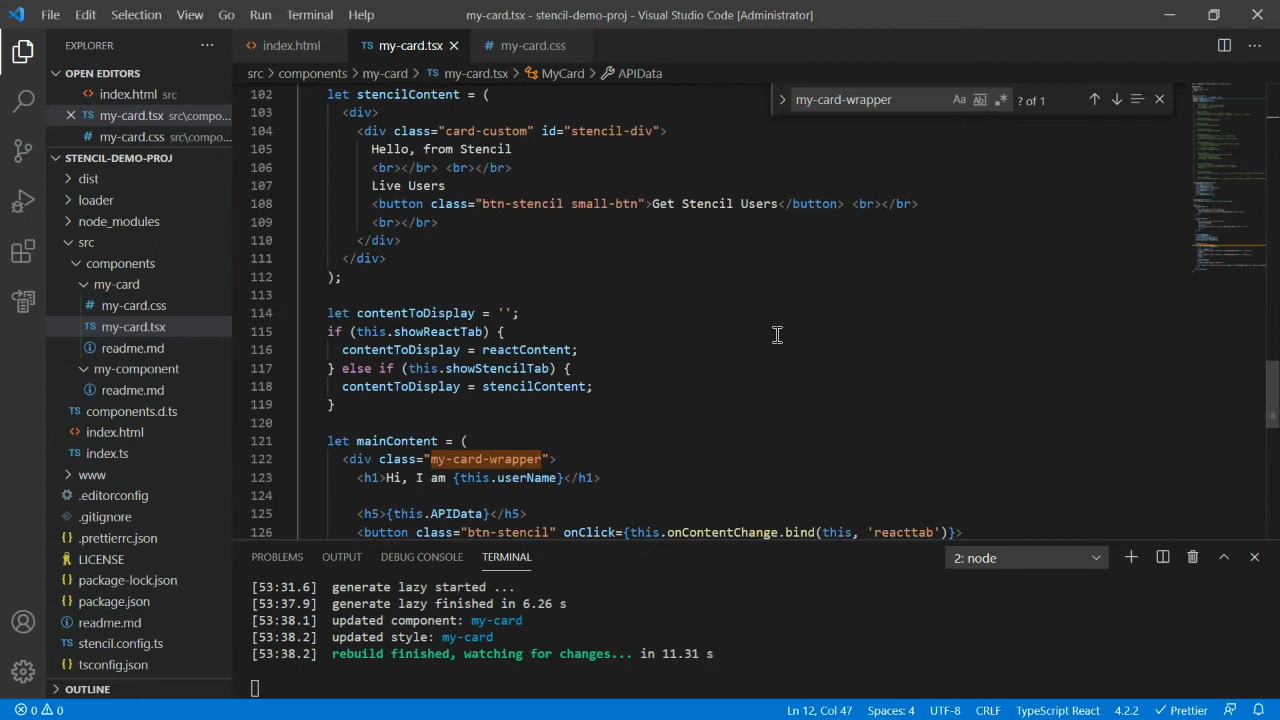 File Edit Selection View Go Run Terminal Help
my-card.tsx - stencil-demo-proj - Visual Studio Code [Administrator]
EXPLORER
OPEN EDITORS
index.html src
TS my-card.tsx src\compo...
# my-card.css src\compo...
STENCIL-DEMO-PROJ
dist
loader
node_modules
src
components
my-card
# my-card.css
TS my-card.tsx
readme.md
my-component
readme.md
TS components.d.ts
index.html
TS index.ts
www
.editorconfig
.gitignore
.prettierrc.json
LICENSE
package-lock.json
package.json
readme.md
TS stencil.config.ts
tsconfig.json
OUTLINE
index.html
TS my-card.tsx
# my-card.css
src > components > my-card > TS my-card.tsx > MyCard > APIData
my-card-wrapper Aa Ab ? of 1
102 let stencilContent = (
103 <div>
104 <div class="card-custom" id="stencil-div">
105 Hello, from Stencil
106 <br></br> <br></br>
107 Live Users
108 <button class="btn-stencil small-btn">Get Stencil Users</button> <br></br>
109 <br></br>
110 </div>
111 </div>
112 );
113
114 let contentToDisplay = '';
115 if (this.showReactTab) {
116 contentToDisplay = reactContent;
117 } else if (this.showStencilTab) {
118 contentToDisplay = stencilContent;
119 }
120
121 let mainContent = (
122 <div class="my-card-wrapper">
123 <h1>Hi, I am {this.userName}</h1>
124
125 <h5>{this.APIData}</h5>
126 <button class="btn-stencil" onClick={this.onContentChange.bind(this, 'reacttab')}>
PROBLEMS OUTPUT DEBUG CONSOLE TERMINAL
2: node
[53:31.6] generate lazy started ...
[53:37.9] generate lazy finished in 6.26 s
[53:38.1] updated component: my-card
[53:38.2] updated style: my-card
[53:38.2] rebuild finished, watching for changes... in 11.31 s
0 0
Ln 12, Col 47 Spaces: 4 UTF-8 CRLF TypeScript React 4.2.2 Prettier